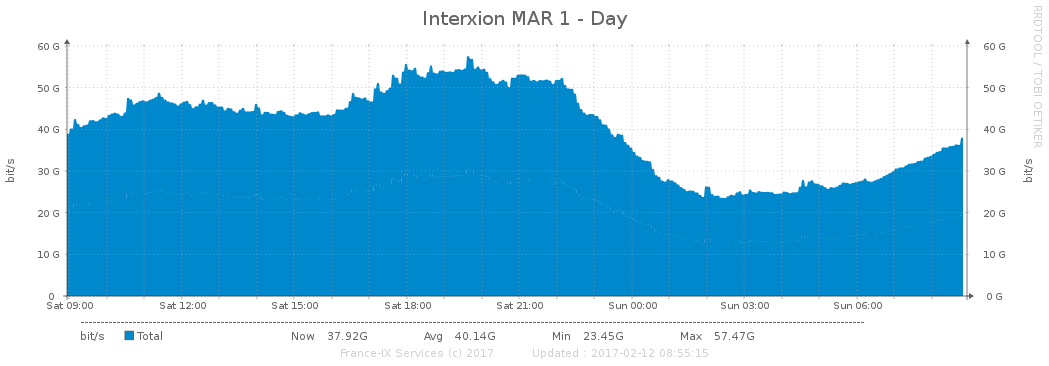 Interxion MAR 1 - Day
RRDTOOL / TOBI OETIKER
bit/s
60 G 60 G
50 G 50 G
40 G 40 G
30 G 30 G
20 G 20 G
10 G 10 G
0 0 G
bit/s
Sat 09:00 Sat 12:00 Sat 15:00 Sat 18:00 Sat 21:00 Sun 00:00 Sun 03:00 Sun 06:00
bit/s Total Now 37.92G Avg 40.14G Min 23.45G Max 57.47G
France-IX Services (c) 2017 Updated : 2017-02-12 08:55:15